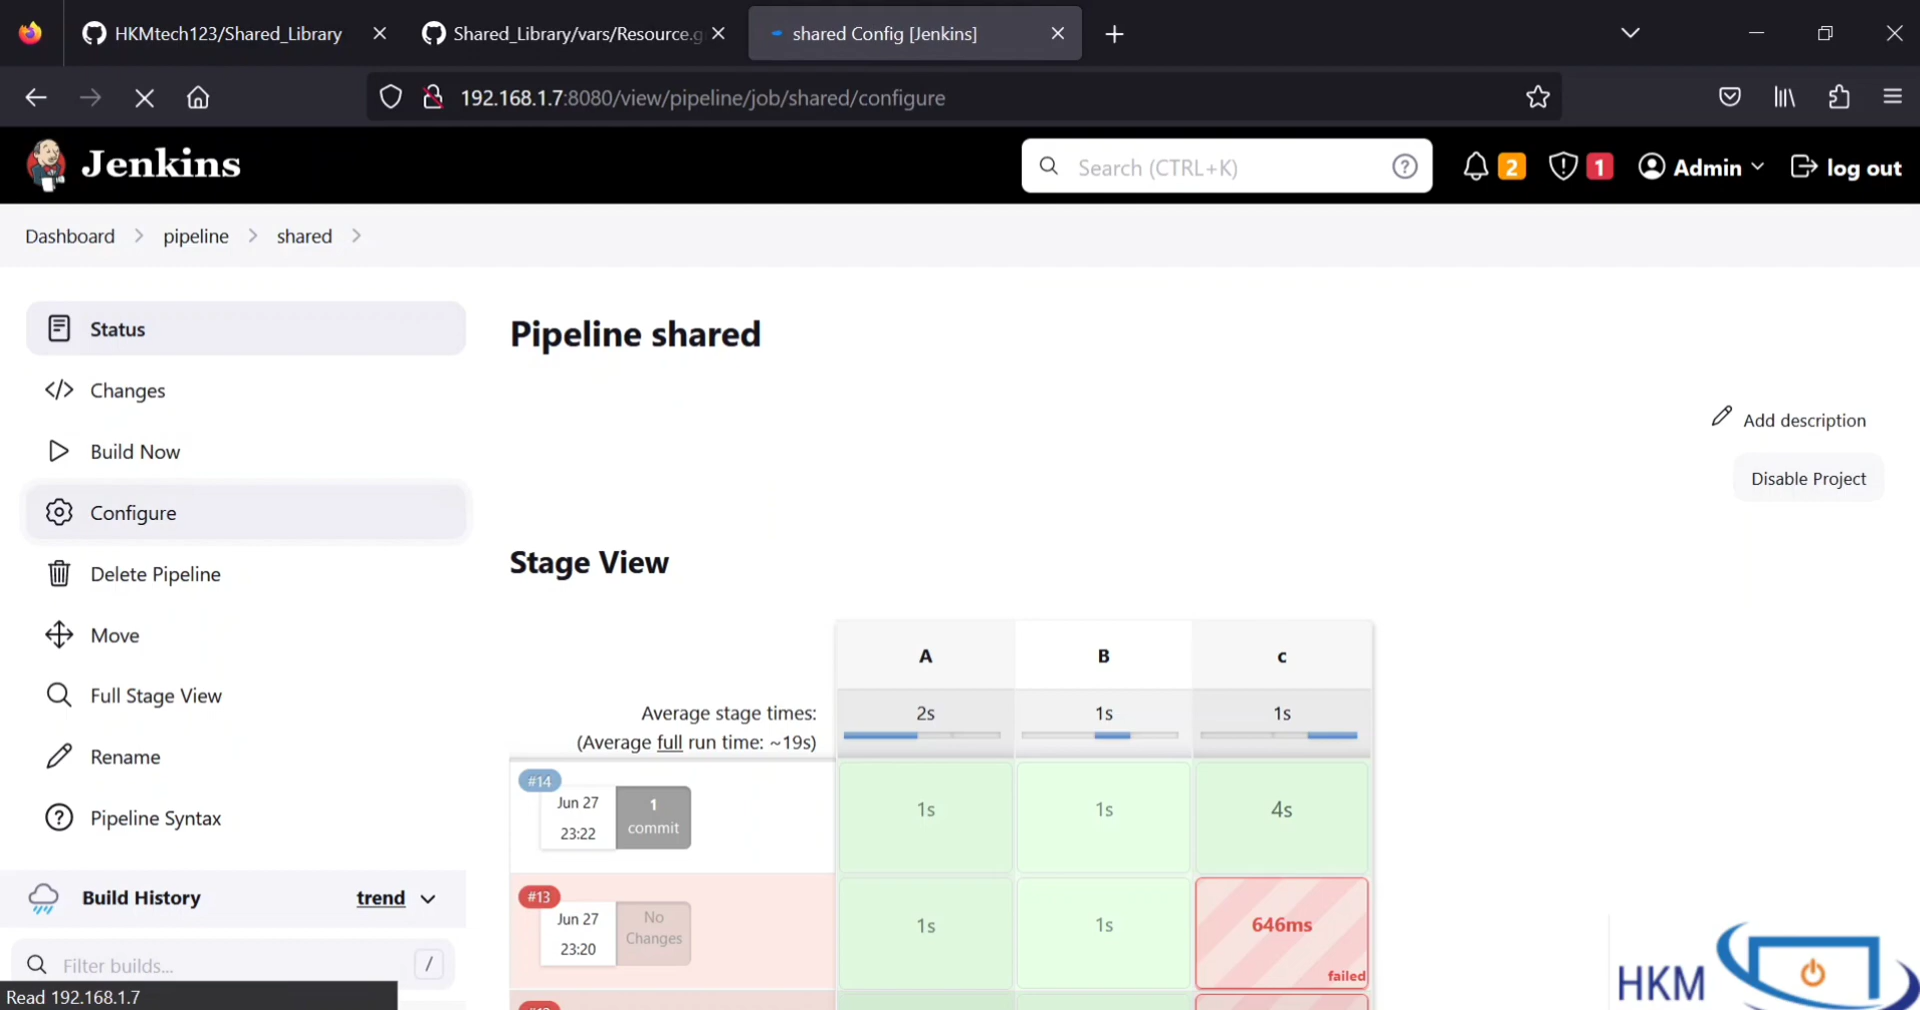 HKMtech123/Shared_Library
Shared_Library/vars/Resource.g
shared Config [Jenkins]
192.168.1.7:8080/view/pipeline/job/shared/configure
Jenkins
Search (CTRL+K)
2
1
Admin
log out
Dashboard
pipeline
shared
Status
Changes
Build Now
Configure
Delete Pipeline
Move
Full Stage View
Rename
Pipeline Syntax
Build History
trend
Filter builds...
/
Read 192.168.1.7
Pipeline shared
Add description
Disable Project
Stage View
A
B
c
Average stage times:
(Average full run time: ~19s)
2s
1s
1s
#14
Jun 27
23:22
1
commit
1s
1s
4s
#13
Jun 27
23:20
No
Changes
1s
1s
646ms
failed
HKM